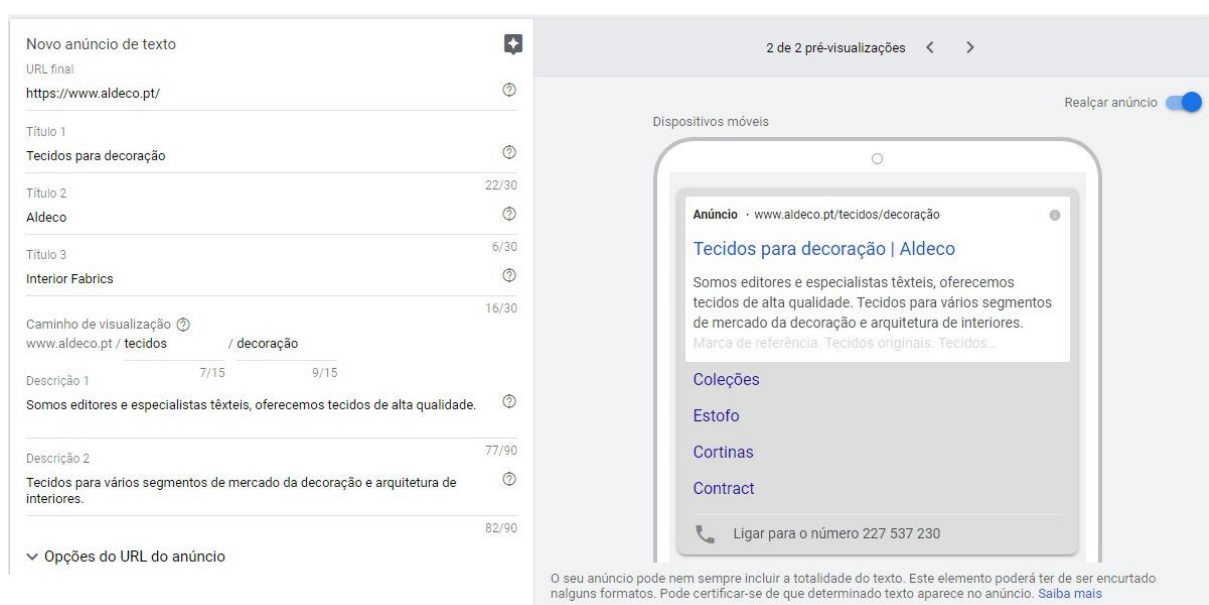 Novo anúncio de texto
URL final
https://www.aldeco.pt/
Título 1
Tecidos para decoração
22/30
Título 2
Aldeco
6/30
Título 3
Interior Fabrics
16/30
Caminho de visualização
www.aldeco.pt / tecidos / decoração
7/15 9/15
Descrição 1
Somos editores e especialistas têxteis, oferecemos tecidos de alta qualidade.
77/90
Descrição 2
Tecidos para vários segmentos de mercado da decoração e arquitetura de
interiores.
82/90
Opções do URL do anúncio
2 de 2 pré-visualizações
Realçar anúncio
Dispositivos móveis
Anúncio · www.aldeco.pt/tecidos/decoração
Tecidos para decoração | Aldeco
Somos editores e especialistas têxteis, oferecemos
tecidos de alta qualidade. Tecidos para vários segmentos
de mercado da decoração e arquitetura de interiores.
Marca de referência. Tecidos originais. Tecidos...
Coleções
Estofo
Cortinas
Contract
Ligar para o número 227 537 230
O seu anúncio pode nem sempre incluir a totalidade do texto. Este elemento poderá ter de ser encurtado
nalguns formatos. Pode certificar-se de que determinado texto aparece no anúncio. Saiba mais